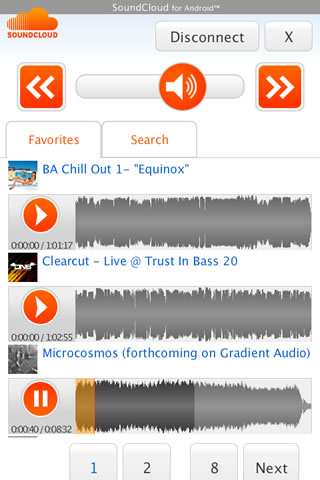 SoundCloud for Android™
SOUNDCLOUD
Disconnect
X
Favorites
Search
BA Chill Out 1– "Equinox"
0:00:00 / 1:01:17
Clearcut – Live @ Trust In Bass 20
0:00:00 / 1:02:55
Microcosmos (forthcoming on Gradient Audio)
0:00:40 / 0:08:32
1
2
8
Next